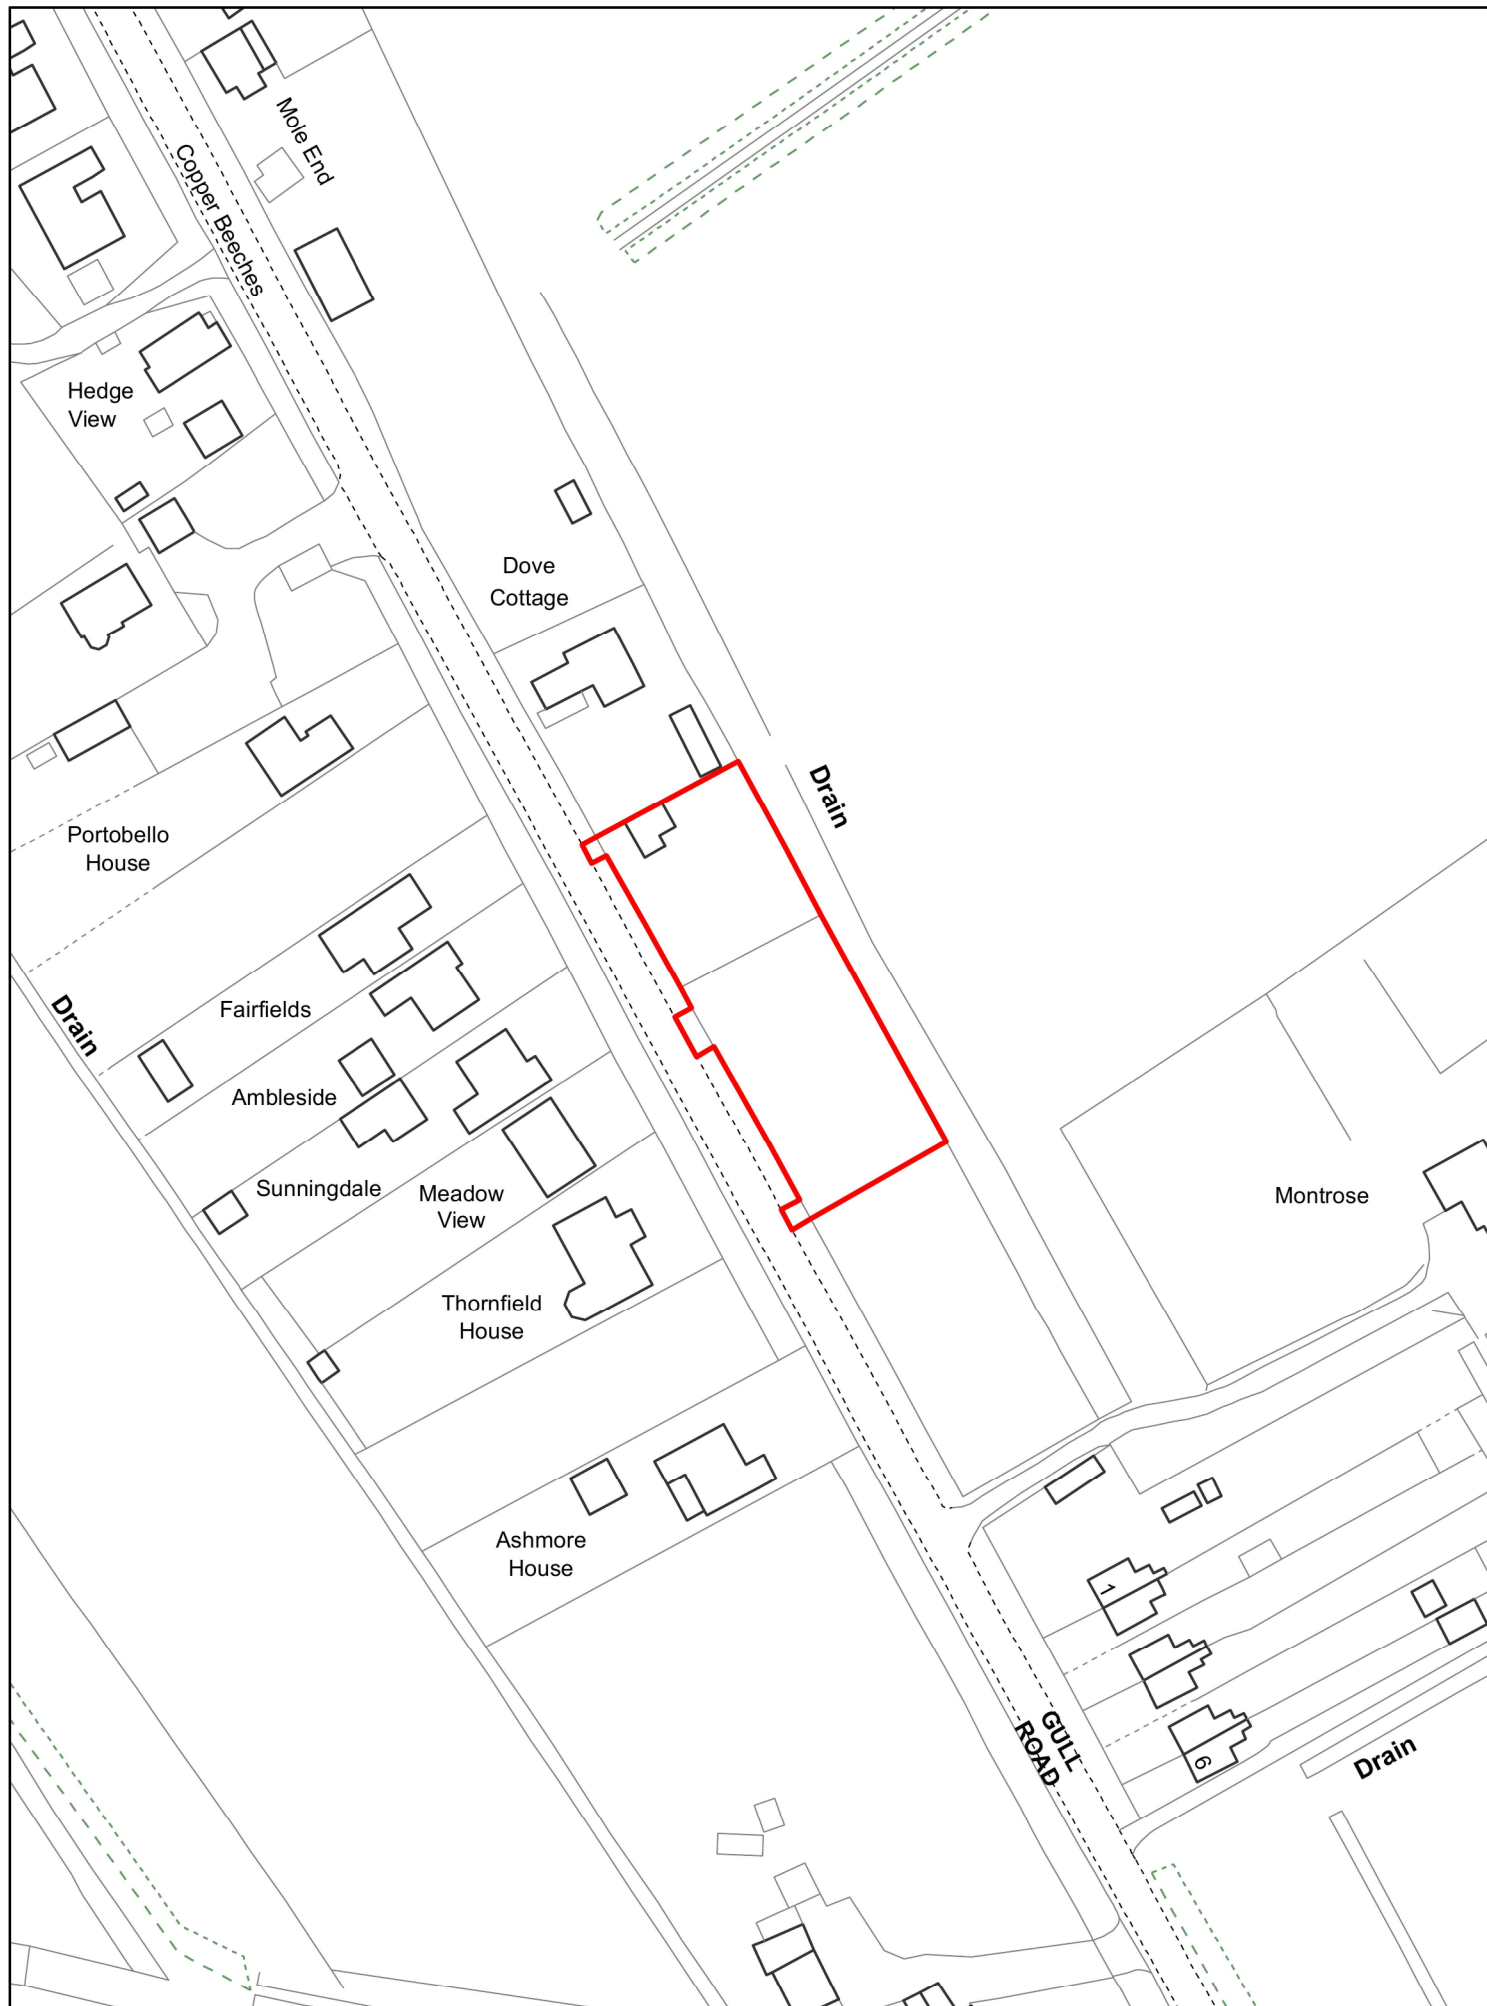 Mole End
Copper Beeches
Hedge
View
Dove
Cottage
Drain
Portobello
House
Fairfields
Drain
Ambleside
Sunningdale
Meadow
View
Montrose
Thornfield
House
Ashmore
House
1
GULL
ROAD
6
Drain